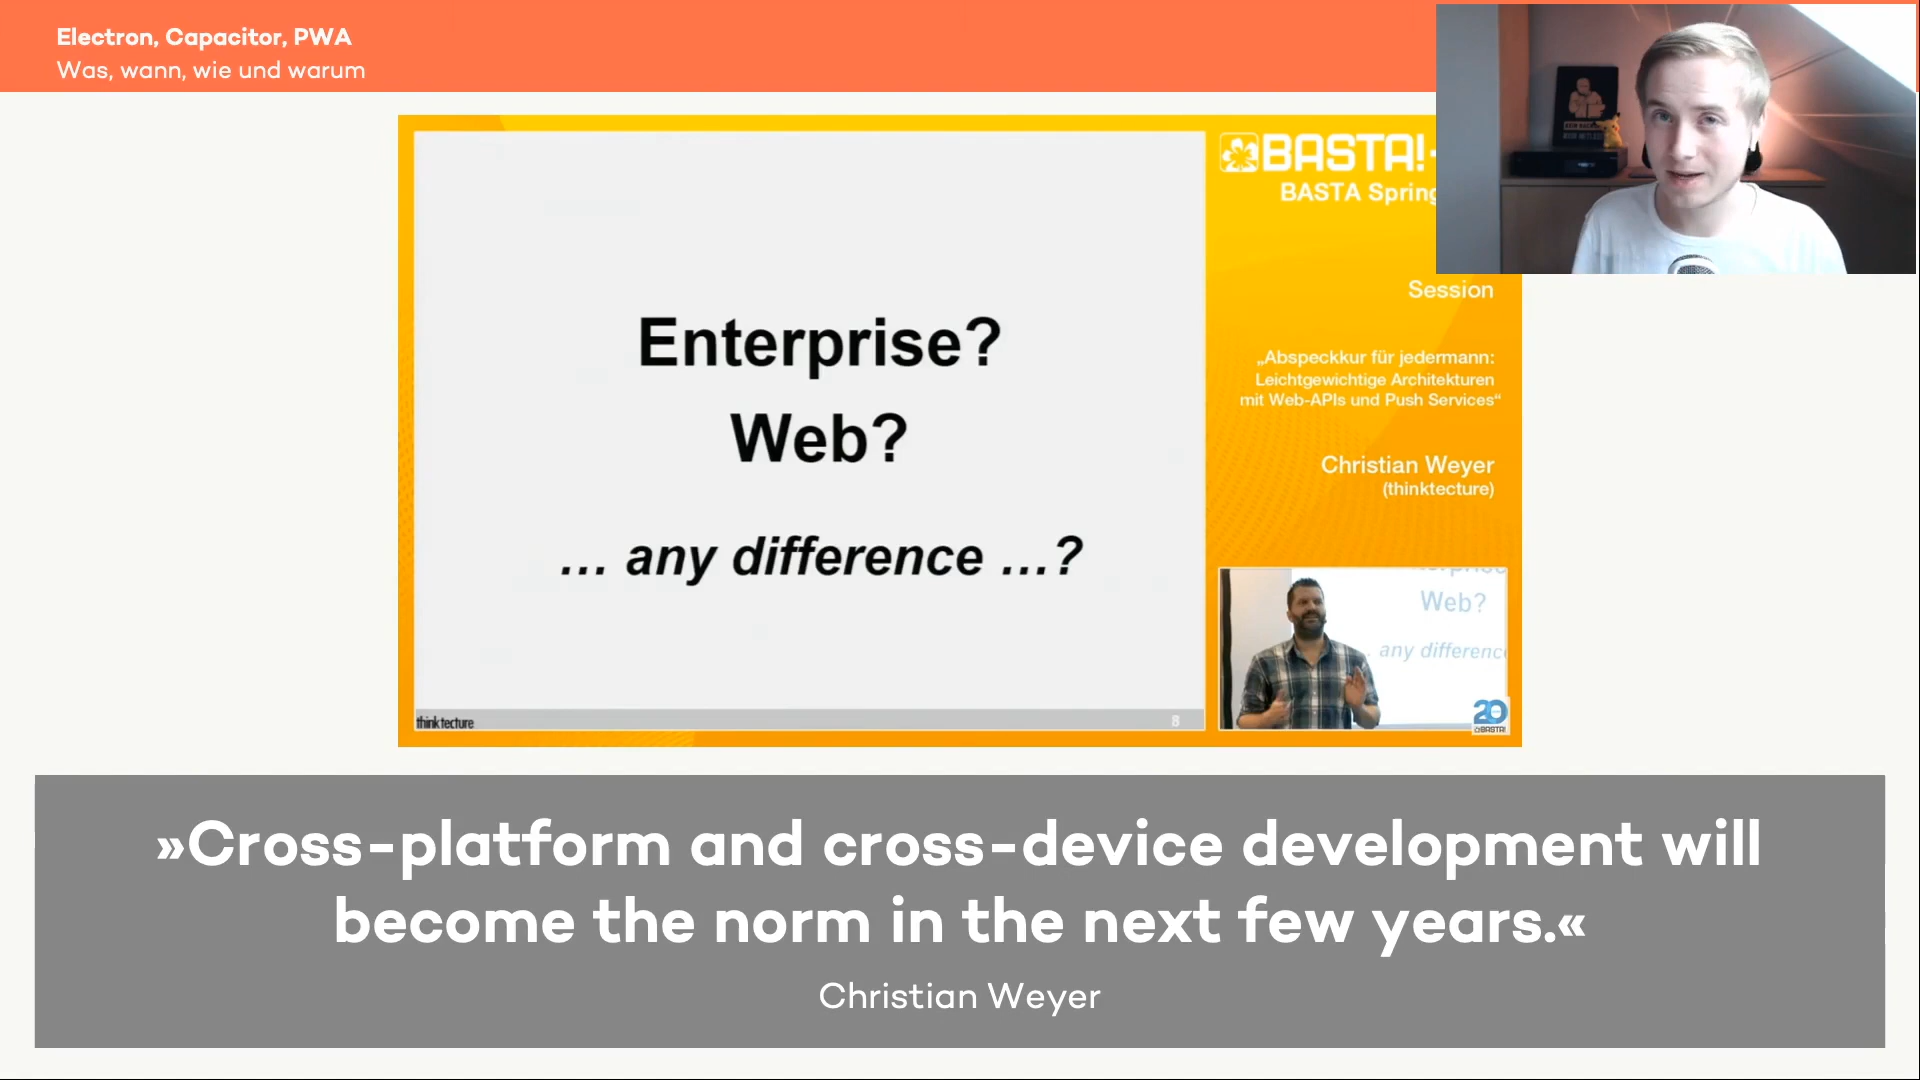 Electron, Capacitor, PWA
Was, wann, wie und warum
Enterprise?
Web?
... any difference ...?
thinktecture
8
BASTA!
BASTA Spring
Session
„Abspeckkur für jedermann:
Leichtgewichtige Architekturen
mit Web-APIs und Push Services“
Christian Weyer
(thinktecture)
Web?
any difference
20
BASTA!
»Cross-platform and cross-device development will
become the norm in the next few years.«
Christian Weyer